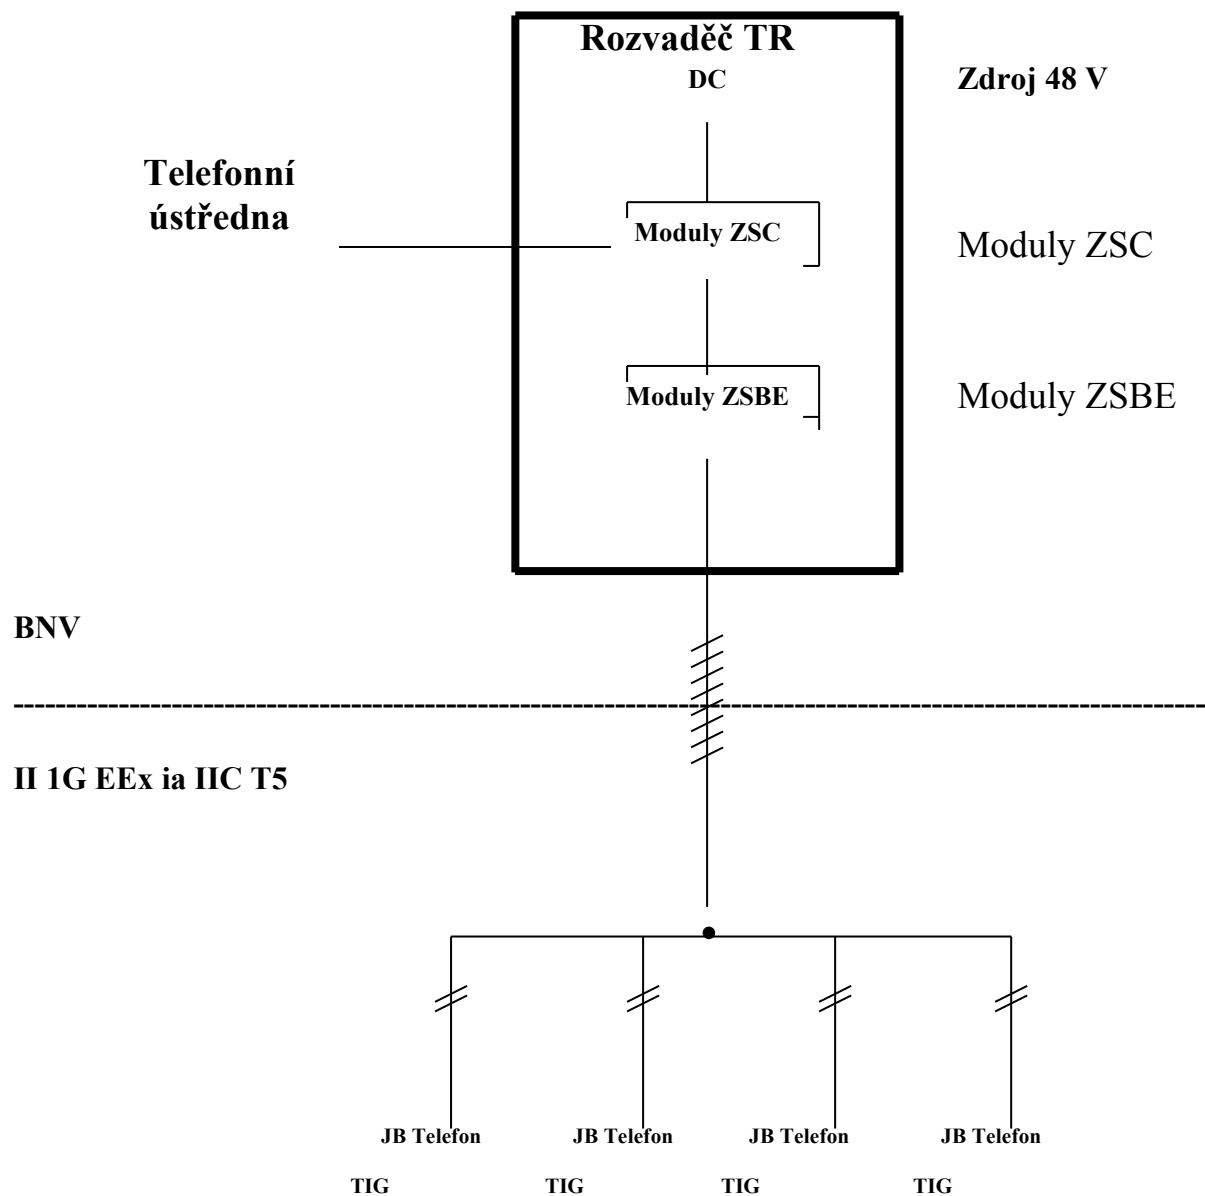 Rozvaděč TR
DC
Zdroj 48 V
Telefonní
ústředna
Moduly ZSC
Moduly ZSC
Moduly ZSBE
Moduly ZSBE
BNV
II 1G EEx ia IIC T5
JB Telefon JB Telefon JB Telefon JB Telefon
TIG TIG TIG TIG